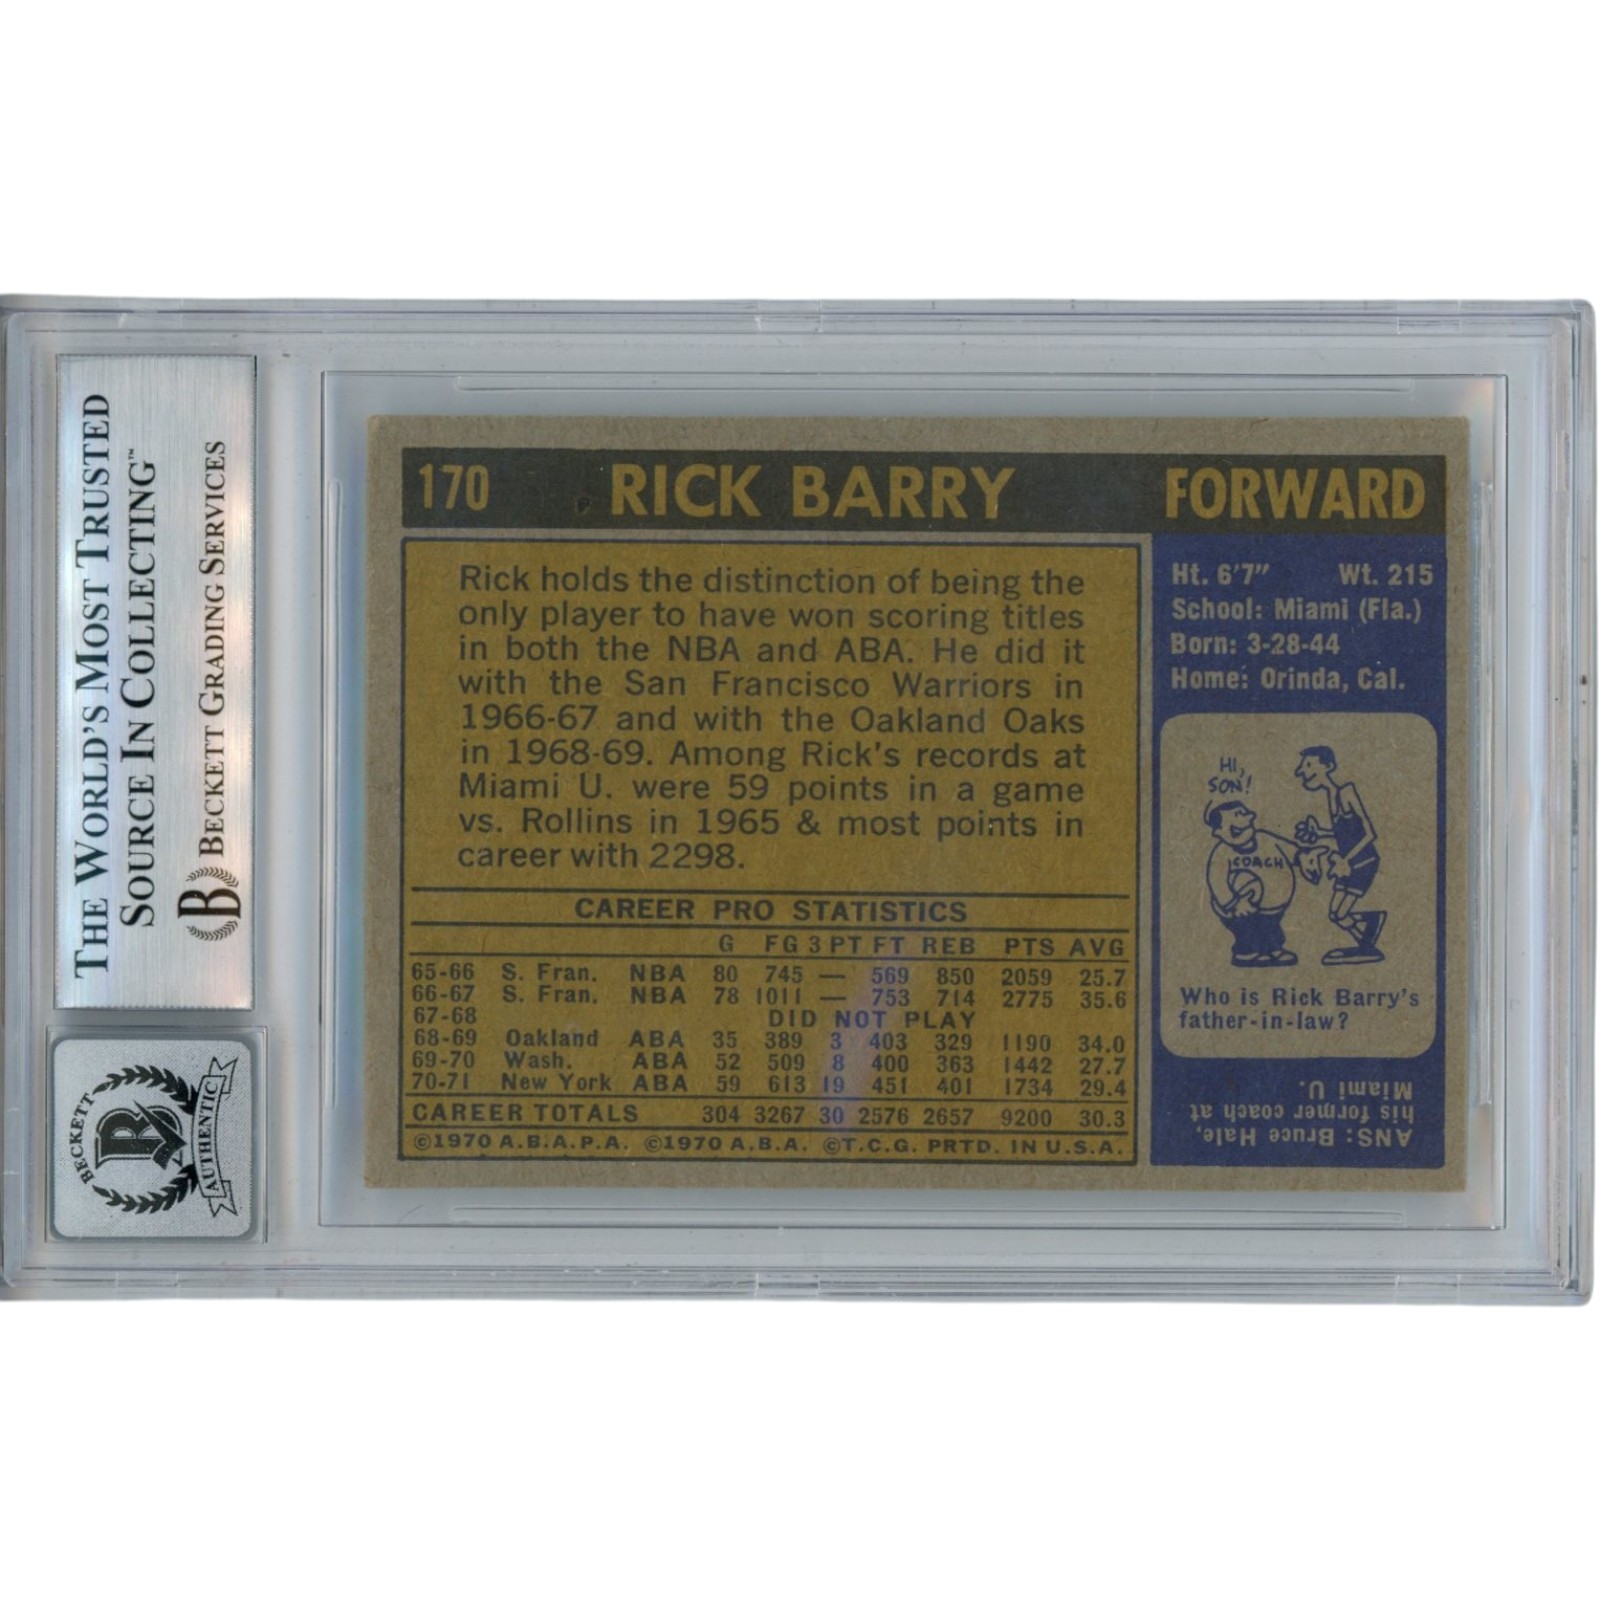 THE WORLD'S MOST TRUSTED
SOURCE IN COLLECTING™
B BECKETT GRADING SERVICES
BECKETT
B
AUTHENTIC
170 RICK BARRY FORWARD
Rick holds the distinction of being the
only player to have won scoring titles
in both the NBA and ABA. He did it
with the San Francisco Warriors in
1966-67 and with the Oakland Oaks
in 1968-69. Among Rick's records at
Miami U. were 59 points in a game
vs. Rollins in 1965 & most points in
career with 2298.
CAREER PRO STATISTICS
G FG 3 PT FT REB PTS AVG
65-66 S. Fran. NBA 80 745 — 569 850 2059 25.7
66-67 S. Fran. NBA 78 1011 — 753 714 2775 35.6
67-68 DID NOT PLAY
68-69 Oakland ABA 35 389 3 403 329 1190 34.0
69-70 Wash. ABA 52 509 8 400 363 1442 27.7
70-71 New York ABA 59 613 19 451 401 1734 29.4
CAREER TOTALS 304 3267 30 2576 2657 9200 30.3
©1970 A.B.A.P.A. ©1970 A.B.A. ©T.C.G. PRTD. IN U.S.A.
Ht. 6'7" Wt. 215
School: Miami (Fla.)
Born: 3-28-44
Home: Orinda, Cal.
HI,
SON!
COACH
Who is Rick Barry's
father-in-law?
ANS: Bruce Hale,
his former coach at
Miami U.